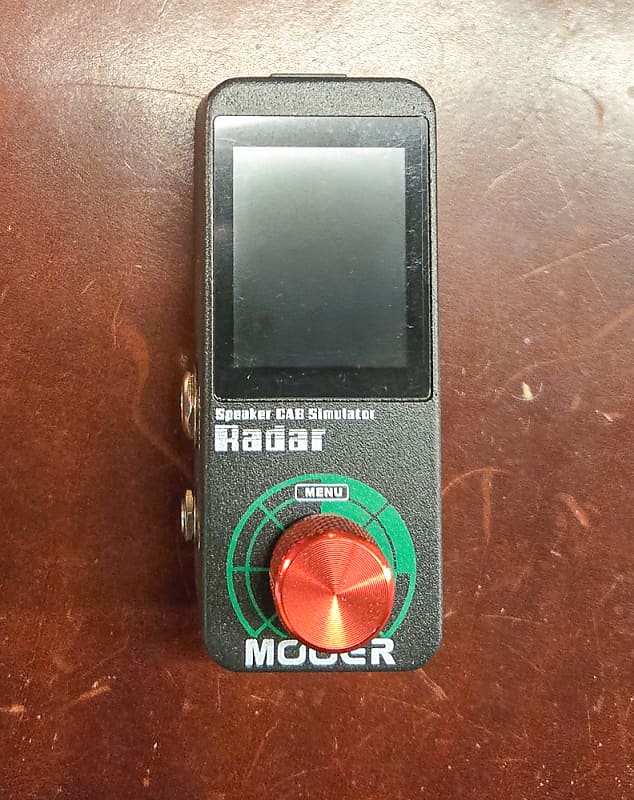 Speaker CAB Simulator
Radar
MENU
MOOER